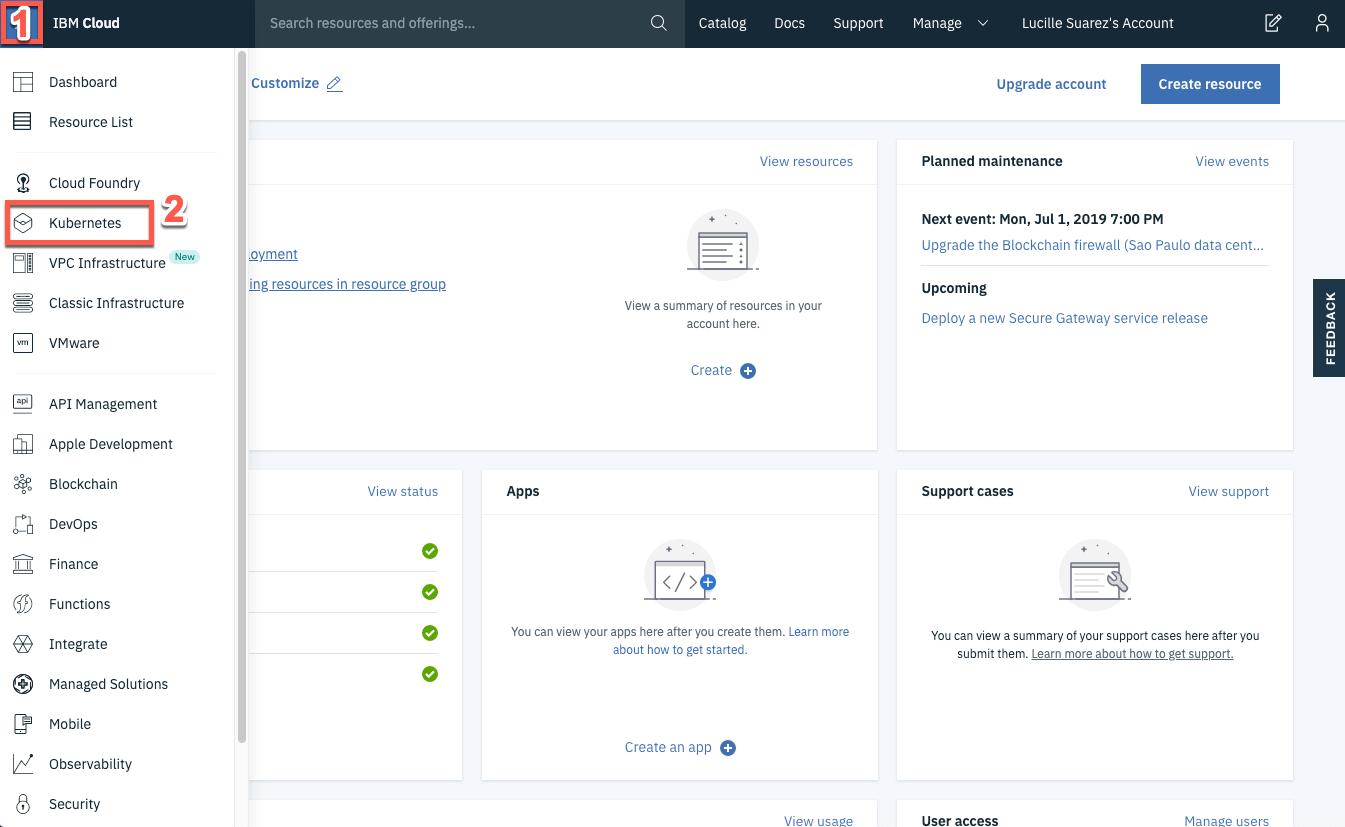 1
IBM Cloud
Search resources and offerings...
Catalog
Docs
Support
Manage
Lucille Suarez's Account
Customize
Upgrade account
Create resource
Dashboard
Resource List
Cloud Foundry
Kubernetes
2
VPC Infrastructure New
Classic Infrastructure
vm VMware
api API Management
Apple Development
Blockchain
DevOps
Finance
Functions
Integrate
Managed Solutions
Mobile
Observability
Security
View resources
oyment
ing resources in resource group
View a summary of resources in your
account here.
Create
Planned maintenance
View events
Next event: Mon, Jul 1, 2019 7:00 PM
Upgrade the Blockchain firewall (Sao Paulo data cent...
Upcoming
Deploy a new Secure Gateway service release
FEEDBACK
View status
Apps
</>
You can view your apps here after you create them. Learn more
about how to get started.
Create an app
Support cases
View support
You can view a summary of your support cases here after you
submit them. Learn more about how to get support.
View usage
User access
Manage users